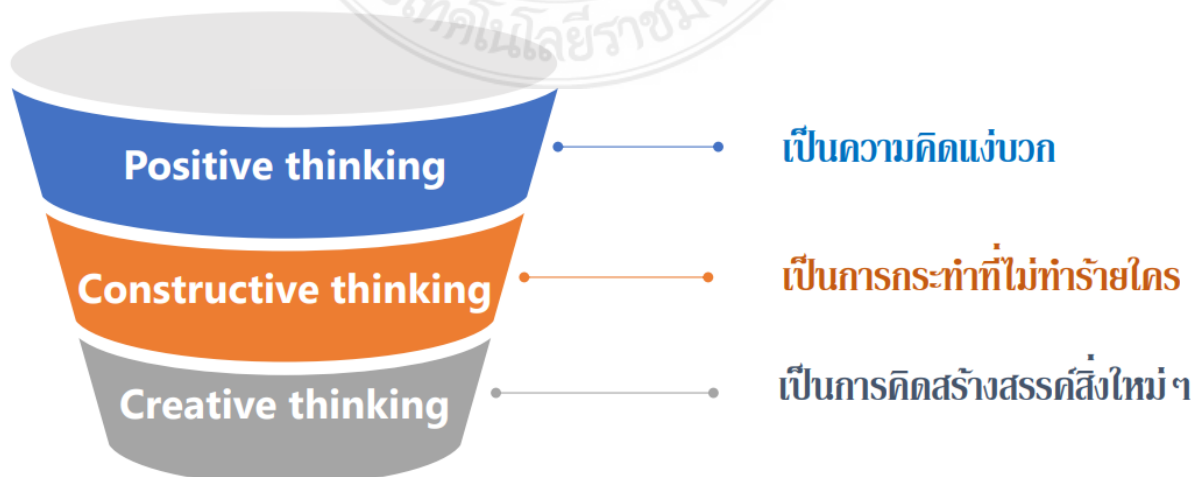 Positive thinking
เป็นความคิดแง่บวก
Constructive thinking
เป็นการกระทำที่ไม่ทำร้ายใคร
Creative thinking
เป็นการคิดสร้างสรรค์สิ่งใหม่ ๆ